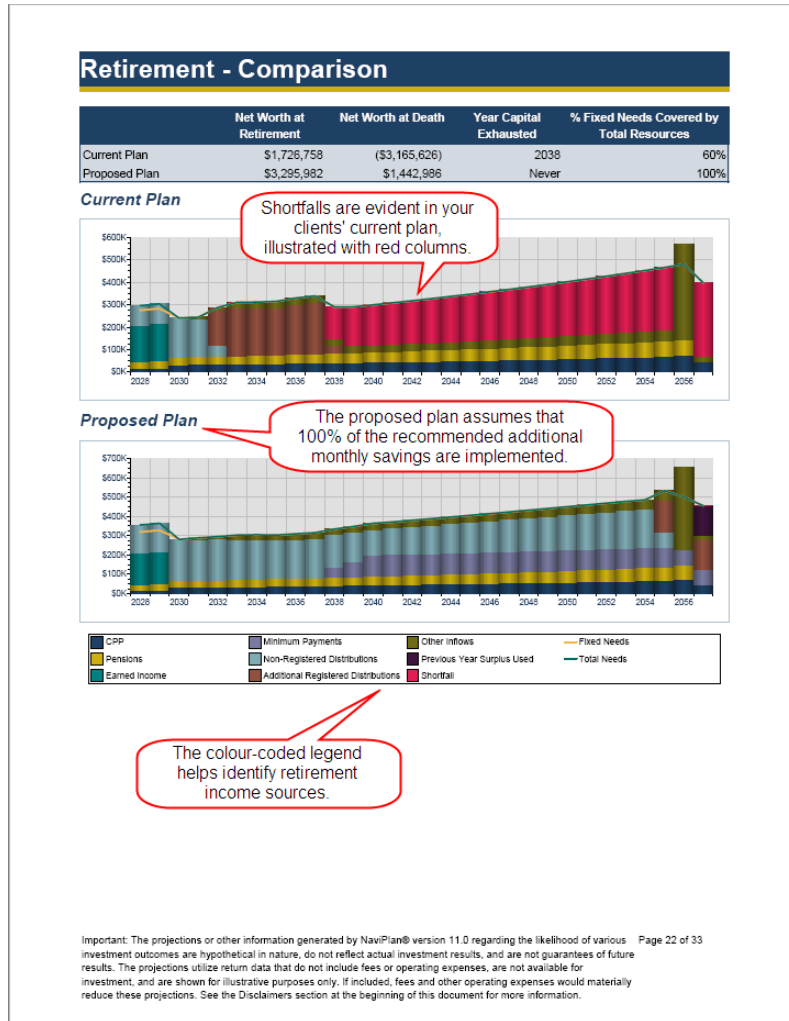 Retirement - Comparison
Net Worth at Retirement Net Worth at Death Year Capital Exhausted % Fixed Needs Covered by Total Resources
Current Plan $1,726,758 ($3,165,626) 2038 60%
Proposed Plan $3,295,982 $1,442,986 Never 100%
Current Plan
Shortfalls are evident in your
clients' current plan,
illustrated with red columns.
$600K
$500K
$400K
$300K
$200K
$100K
$0K
2028 2030 2032 2034 2036 2038 2040 2042 2044 2046 2048 2050 2052 2054 2056
Proposed Plan
The proposed plan assumes that
100% of the recommended additional
monthly savings are implemented.
$700K
$600K
$500K
$400K
$300K
$200K
$100K
$0K
2028 2030 2032 2034 2036 2038 2040 2042 2044 2046 2048 2050 2052 2054 2056
CPP Minimum Payments Other Inflows Fixed Needs
Pensions Non-Registered Distributions Previous Year Surplus Used Total Needs
Earned Income Additional Registered Distributions Shortfall
The colour-coded legend
helps identify retirement
income sources.
Important: The projections or other information generated by NaviPlan® version 11.0 regarding the likelihood of various Page 22 of 33
investment outcomes are hypothetical in nature, do not reflect actual investment results, and are not guarantees of future
results. The projections utilize return data that do not include fees or operating expenses, are not available for
investment, and are shown for illustrative purposes only. If included, fees and other operating expenses would materially
reduce these projections. See the Disclaimers section at the beginning of this document for more information.